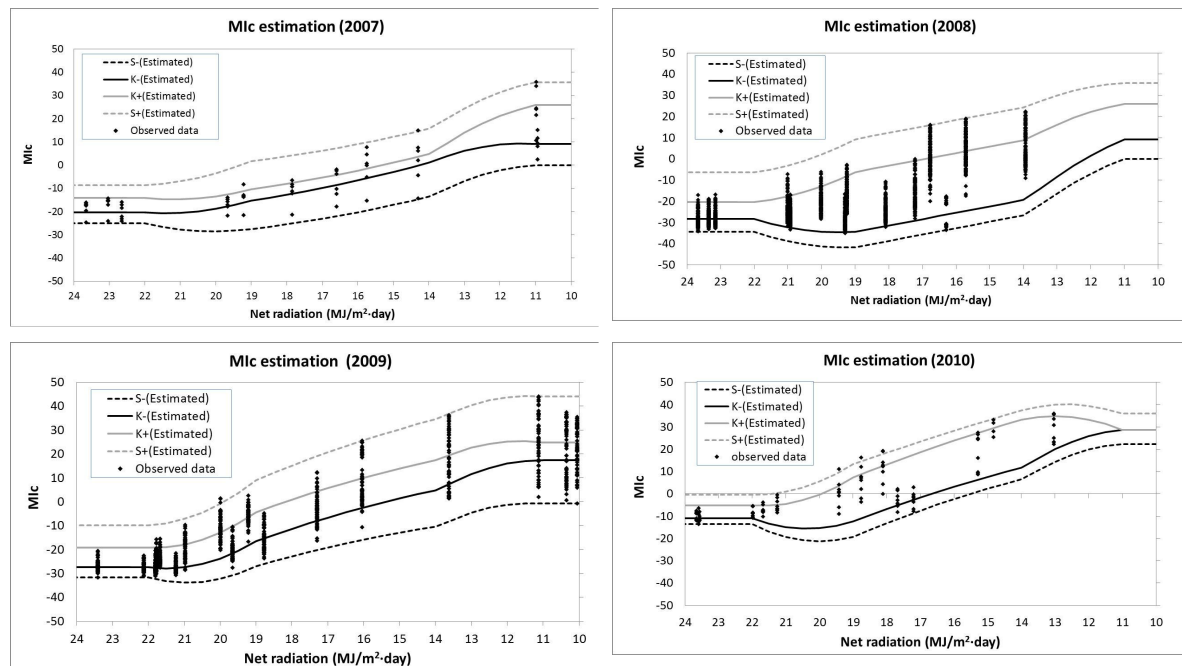 MIc estimation (2007)
50
40
30
20
10
0
-10
-20
-30
-40
-50
MIc
S-(Estimated)
K-(Estimated)
K+(Estimated)
S+(Estimated)
Observed data
24 23 22 21 20 19 18 17 16 15 14 13 12 11 10
Net radiation (MJ/m²·day)
MIc estimation (2008)
50
40
30
20
10
0
-10
-20
-30
-40
-50
MIc
S-(Estimated)
K-(Estimated)
K+(Estimated)
S+(Estimated)
Observed data
24 23 22 21 20 19 18 17 16 15 14 13 12 11 10
Net radiation (MJ/m²·day)
MIc estimation (2009)
50
40
30
20
10
0
-10
-20
-30
-40
-50
MIc
S-(Estimated)
K-(Estimated)
K+(Estimated)
S+(Estimated)
Observed data
24 23 22 21 20 19 18 17 16 15 14 13 12 11 10
Net radiation (MJ/m²·day)
MIc estimation (2010)
50
40
30
20
10
0
-10
-20
-30
-40
-50
MIc
S-(Estimated)
K-(Estimated)
K+(Estimated)
S+(Estimated)
observed data
24 23 22 21 20 19 18 17 16 15 14 13 12 11 10
Net radiation (MJ/m²·day)